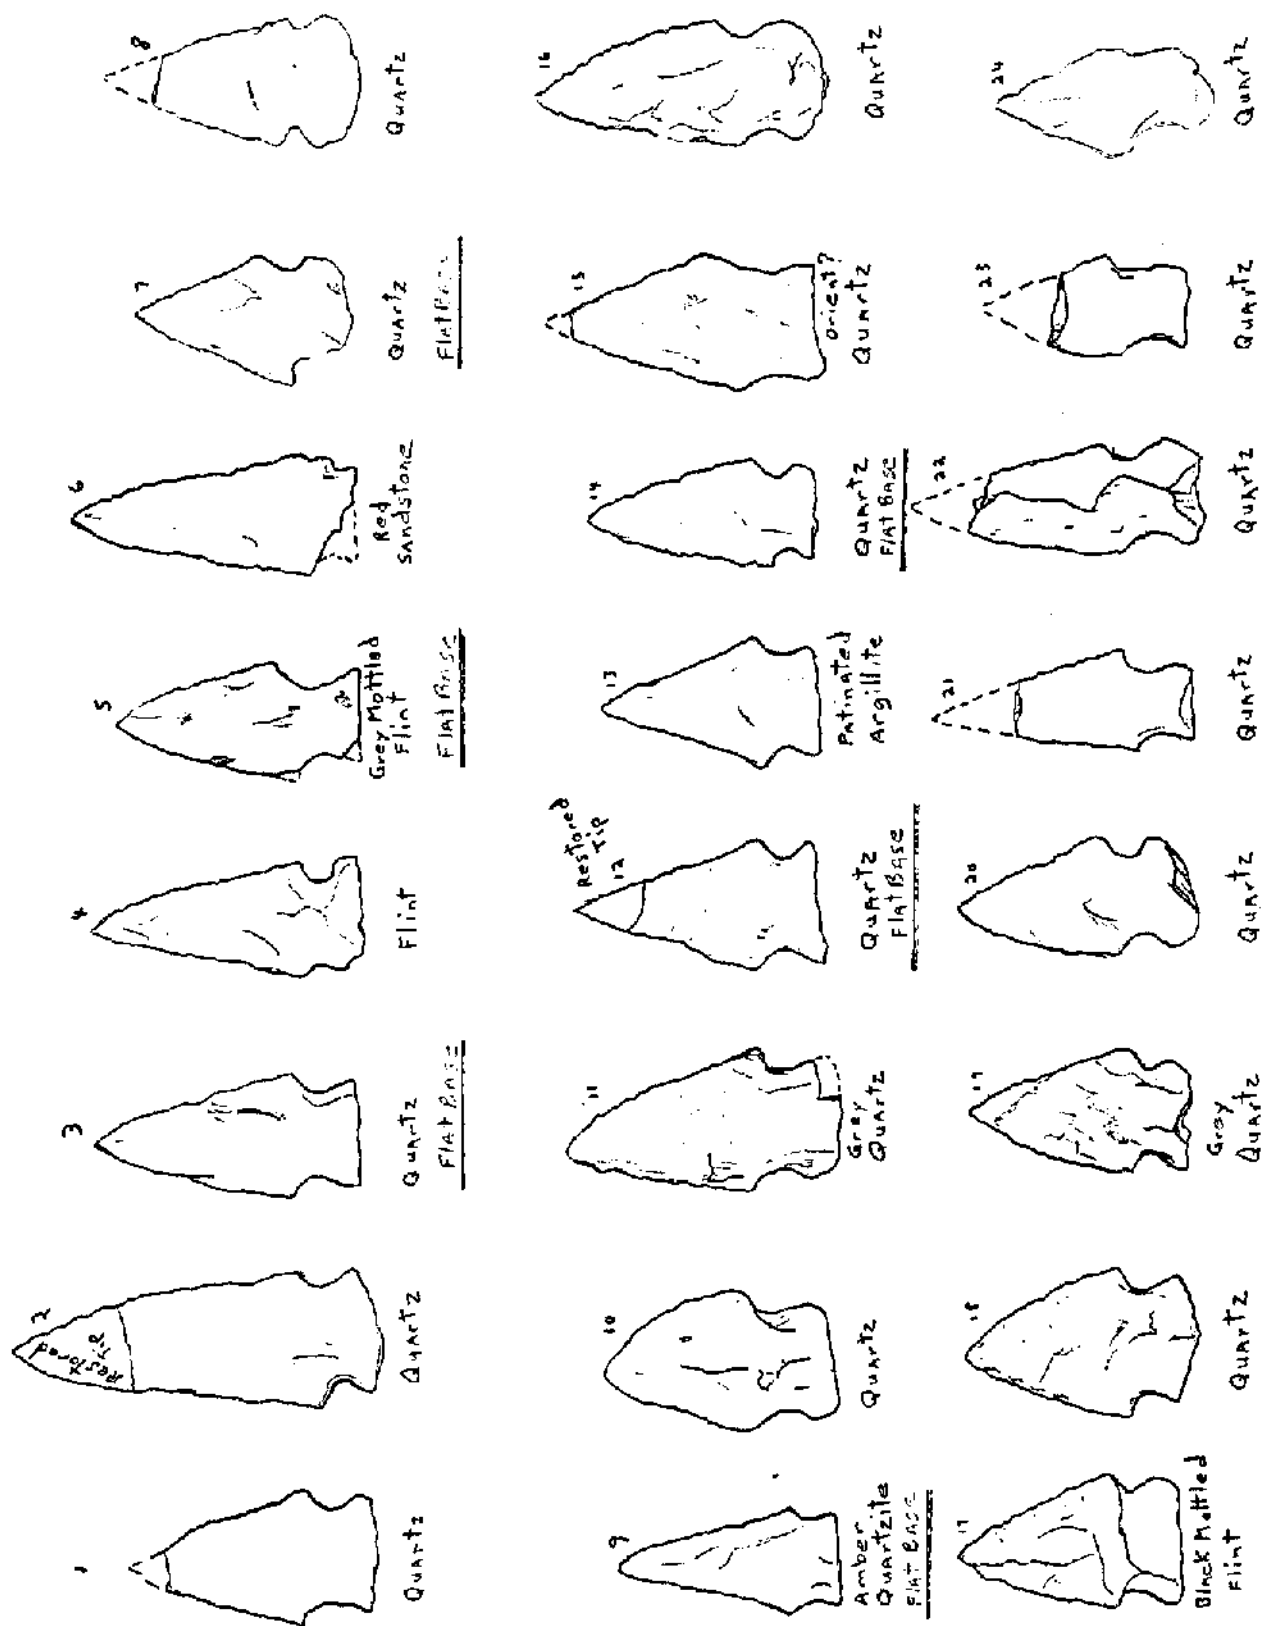 1
Quartz
2
Restored
Tip
Quartz
3
Quartz
FLAT BASE
4
Flint
5
Grey Mottled
Flint
FLAT BASE
6
Red
Sandstone
7
Quartz
FLAT BASE
8
Quartz
9
Amber
Quartzite
FLAT BASE
10
Quartz
11
Grey
Quartz
Restored
Tip
12
Quartz
FLAT BASE
13
Patinated
Argillite
14
Quartz
FLAT BASE
15
Orient?
Quartz
16
Quartz
17
Black Mottled
Flint
18
Quartz
19
Grey
Quartz
20
Quartz
21
Quartz
22
Quartz
23
Quartz
24
Quartz